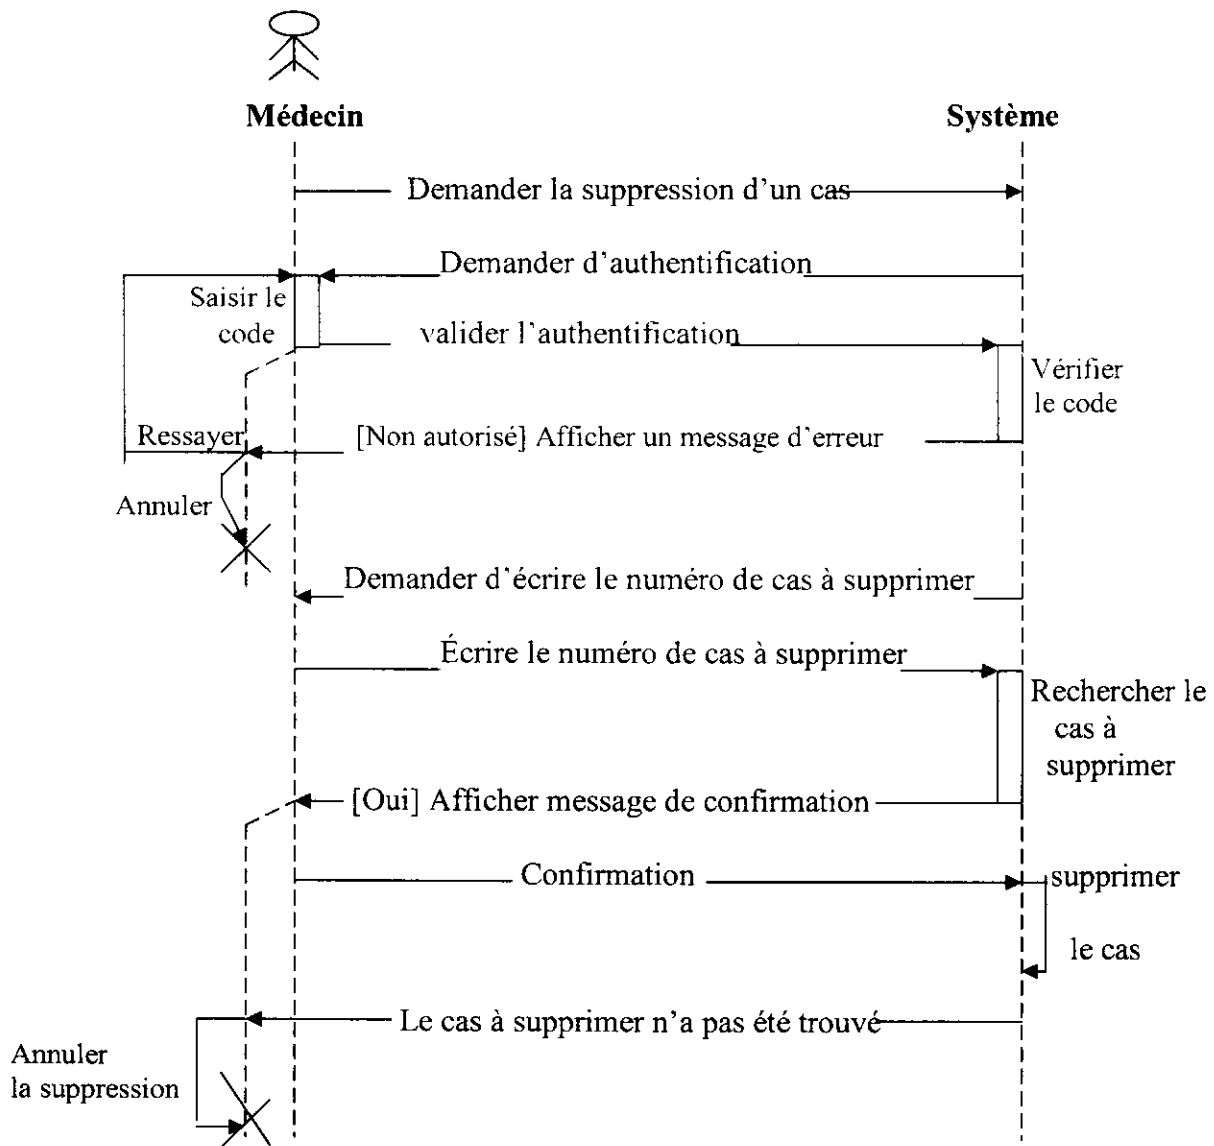 Médecin
Système
Demander la suppression d'un cas
Demander d'authentification
Saisir le
code
valider l'authentification
Vérifier
le code
Ressayer
[Non autorisé] Afficher un message d'erreur
Annuler
Demander d'écrire le numéro de cas à supprimer
Écrire le numéro de cas à supprimer
Rechercher le
cas à
supprimer
[Oui] Afficher message de confirmation
Confirmation
supprimer
le cas
Le cas à supprimer n'a pas été trouvé
Annuler
la suppression